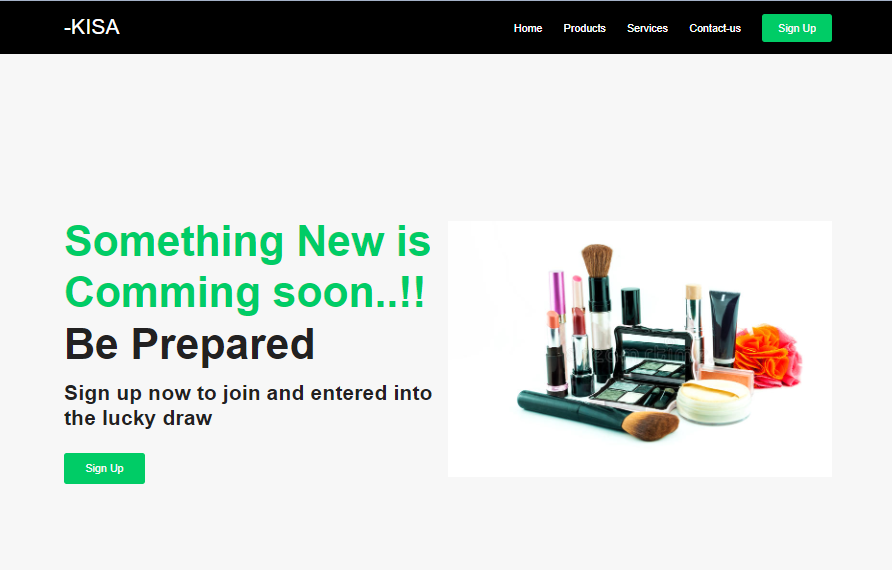 -KISA
Home Products Services Contact-us Sign Up
Something New is
Comming soon..!!
Be Prepared
Sign up now to join and entered into
the lucky draw
Sign Up